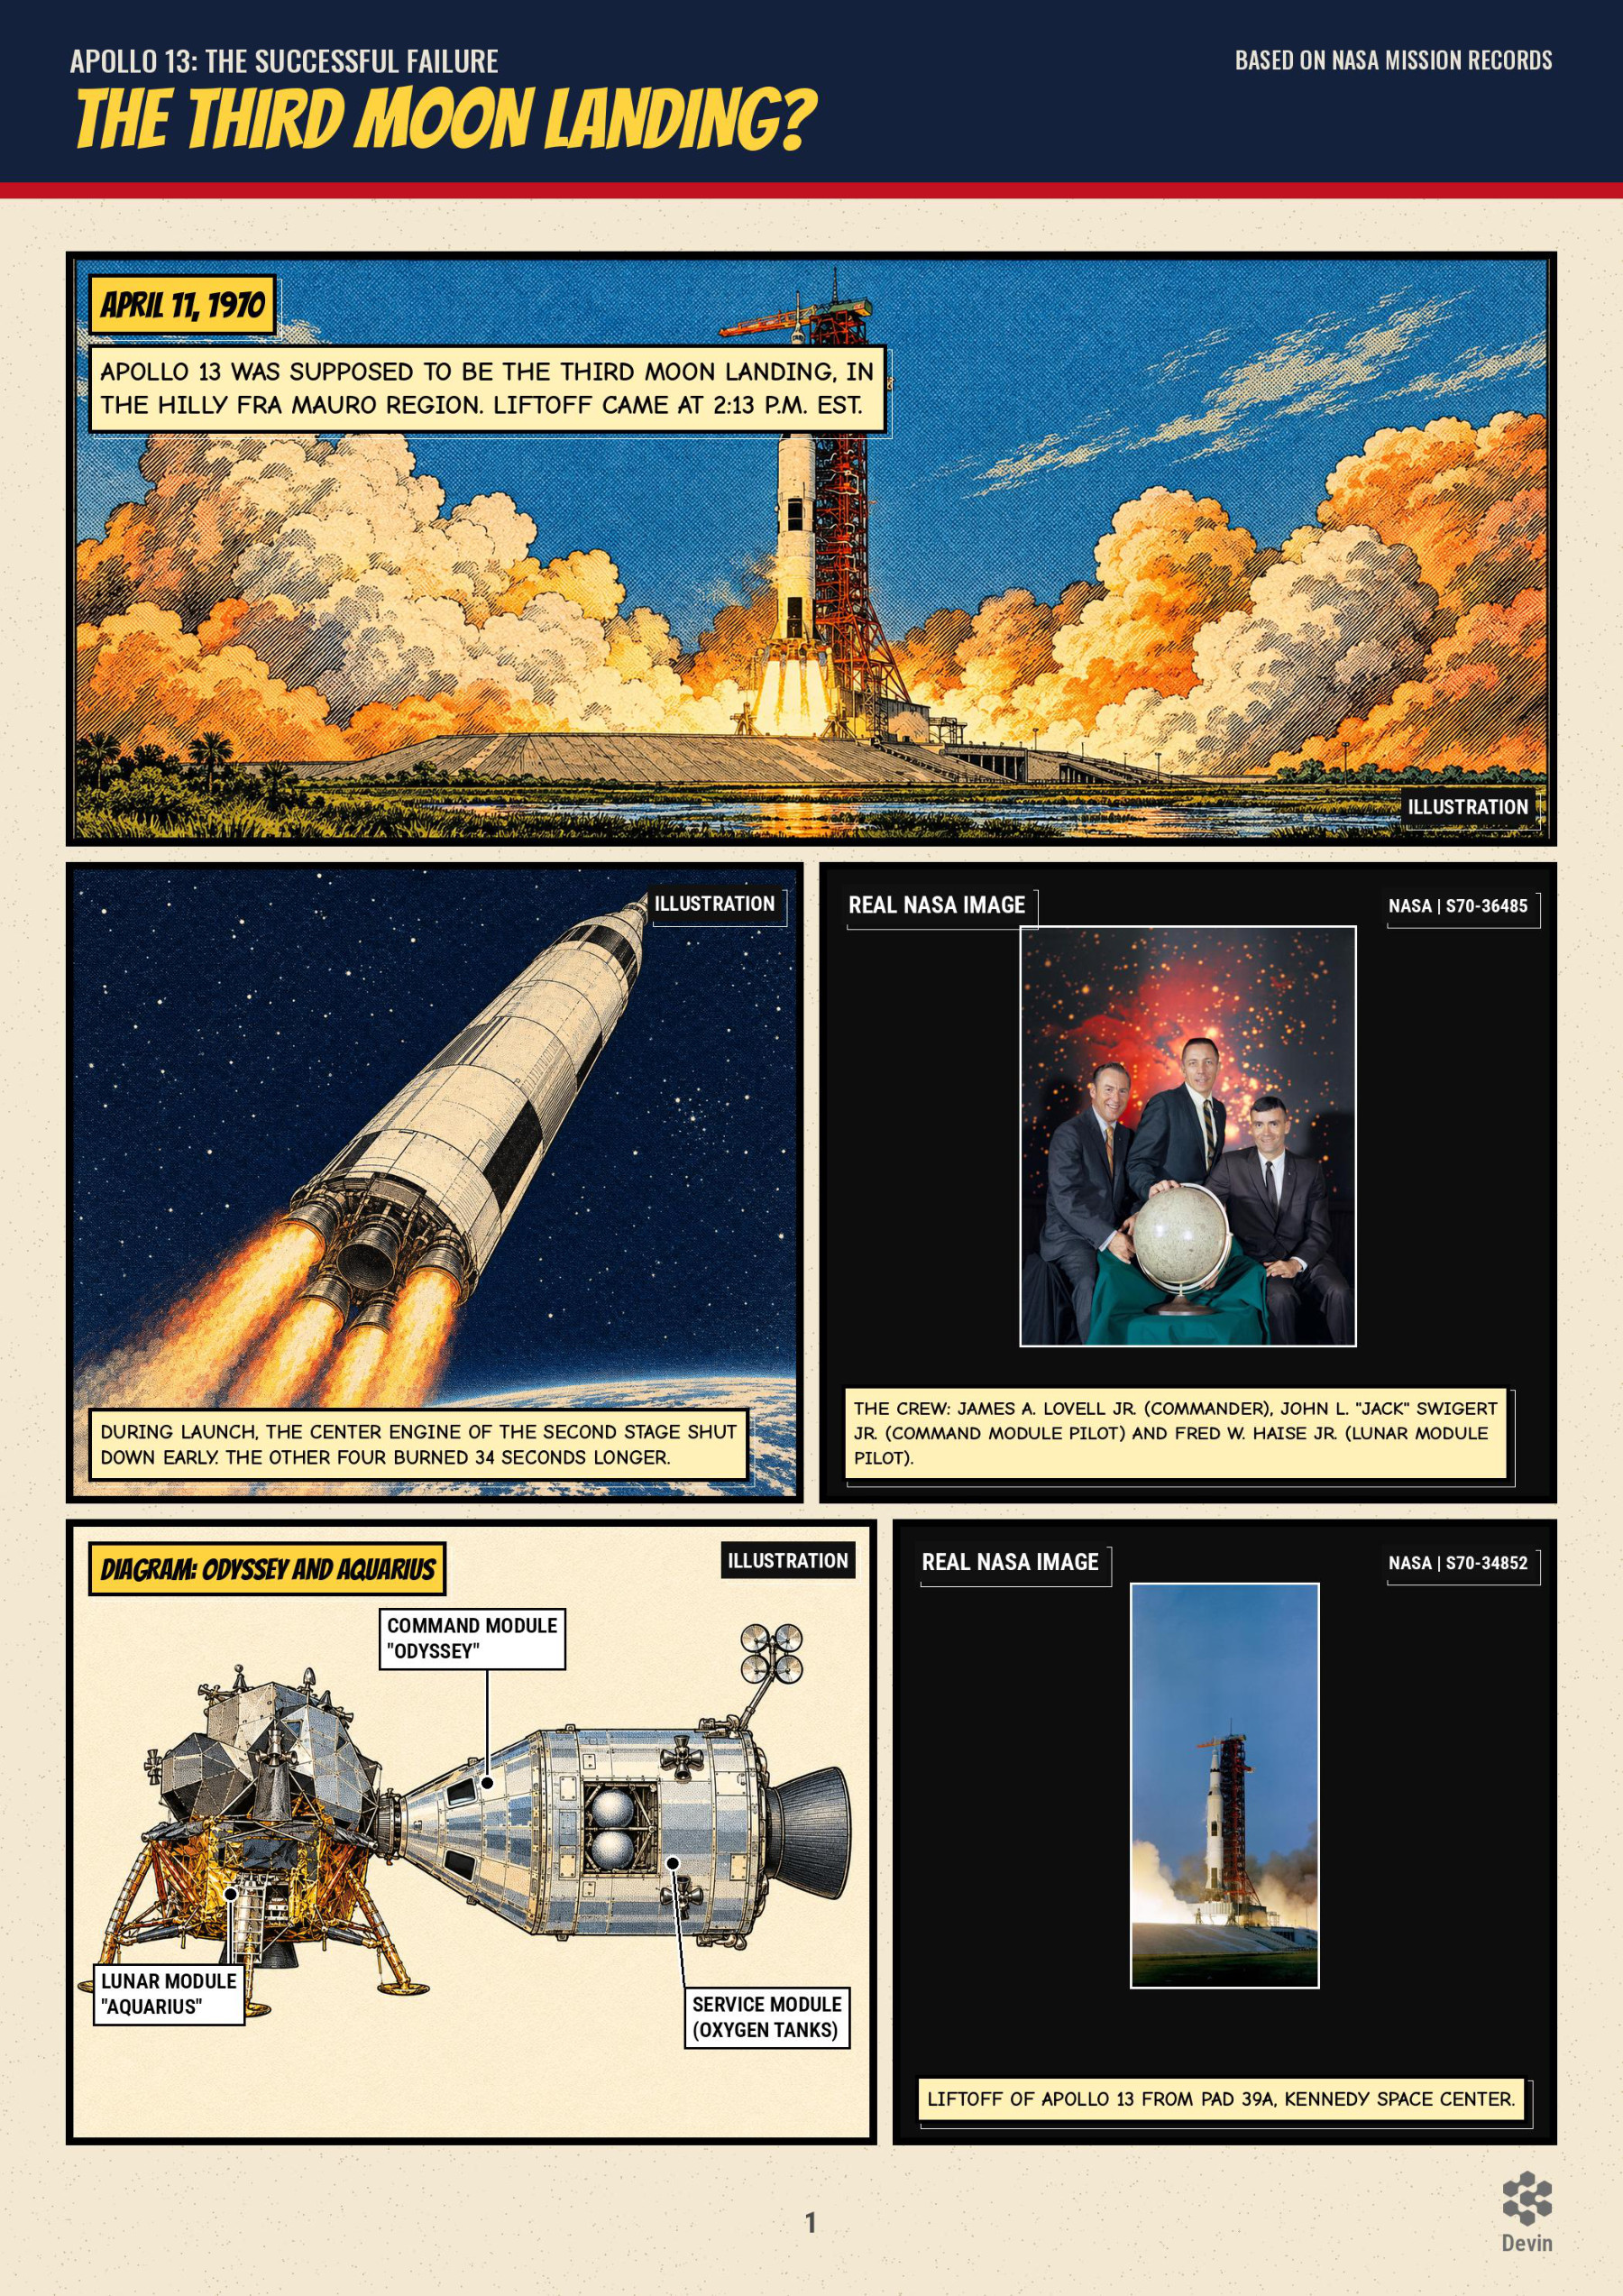 APOLLO 13: THE SUCCESSFUL FAILURE
BASED ON NASA MISSION RECORDS
THE THIRD MOON LANDING?
APRIL 11, 1970
APOLLO 13 WAS SUPPOSED TO BE THE THIRD MOON LANDING, IN
THE HILLY FRA MAURO REGION. LIFTOFF CAME AT 2:13 P.M. EST.
ILLUSTRATION
ILLUSTRATION
DURING LAUNCH, THE CENTER ENGINE OF THE SECOND STAGE SHUT
DOWN EARLY. THE OTHER FOUR BURNED 34 SECONDS LONGER.
REAL NASA IMAGE
NASA | S70-36485
THE CREW: JAMES A. LOVELL JR. (COMMANDER), JOHN L. "JACK" SWIGERT
JR. (COMMAND MODULE PILOT) AND FRED W. HAISE JR. (LUNAR MODULE
PILOT).
DIAGRAM: ODYSSEY AND AQUARIUS
ILLUSTRATION
COMMAND MODULE
"ODYSSEY"
LUNAR MODULE
"AQUARIUS"
SERVICE MODULE
(OXYGEN TANKS)
REAL NASA IMAGE
NASA | S70-34852
LIFTOFF OF APOLLO 13 FROM PAD 39A, KENNEDY SPACE CENTER.
1
Devin